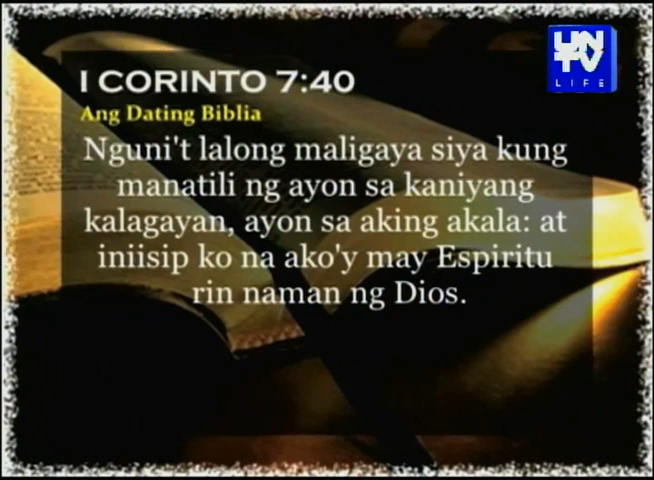 I CORINTO 7:40
UNTV
LIFE
Ang Dating Biblia
Nguni't lalong maligaya siya kung
manatili ng ayon sa kaniyang
kalagayan, ayon sa aking akala: at
iniisip ko na ako'y may Espiritu
rin naman ng Dios.